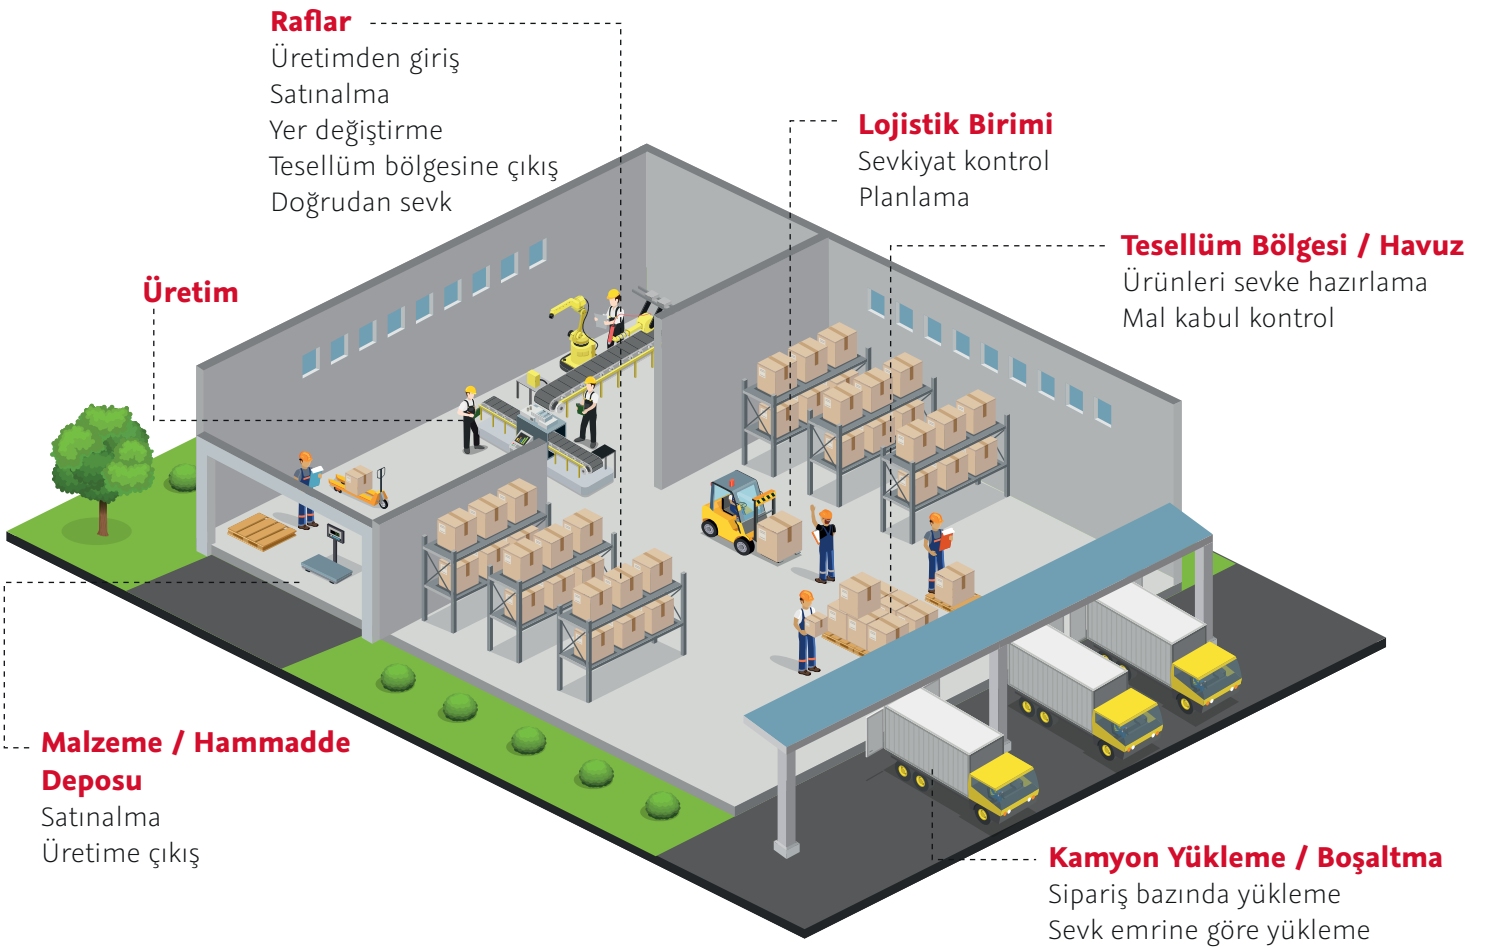 Raflar
Üretimden giriş
Satınalma
Yer değiştirme
Tesellüm bölgesine çıkış
Doğrudan sevk
Lojistik Birimi
Sevkiyat kontrol
Planlama
Tesellüm Bölgesi / Havuz
Ürünleri sevke hazırlama
Mal kabul kontrol
Üretim
Malzeme / Hammadde
Deposu
Satınalma
Üretime çıkış
Kamyon Yükleme / Boşaltma
Sipariş bazında yükleme
Sevk emrine göre yükleme